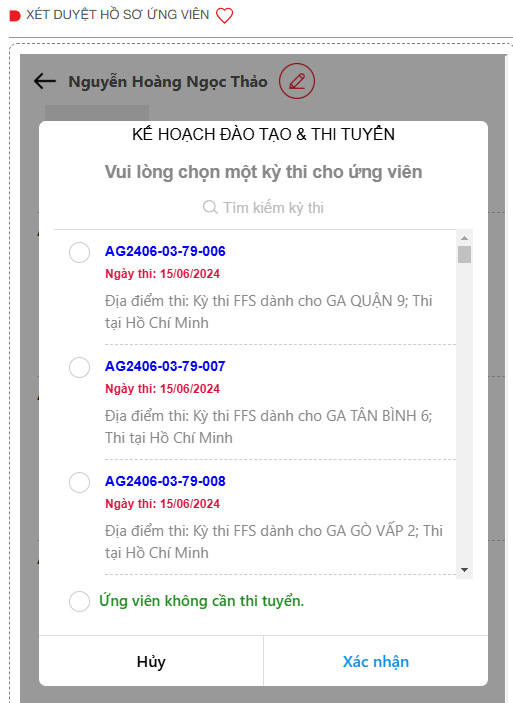 XÉT DUYỆT HỒ SƠ ỨNG VIÊN
Nguyễn Hoàng Ngọc Thảo
KẾ HOẠCH ĐÀO TẠO & THI TUYỂN
Vui lòng chọn một kỳ thi cho ứng viên
Tìm kiếm kỳ thi
AG2406-03-79-006
Ngày thi: 15/06/2024
Địa điểm thi: Kỳ thi FFS dành cho GA QUẬN 9; Thi
tại Hồ Chí Minh
AG2406-03-79-007
Ngày thi: 15/06/2024
Địa điểm thi: Kỳ thi FFS dành cho GA TÂN BÌNH 6;
Thi tại Hồ Chí Minh
AG2406-03-79-008
Ngày thi: 15/06/2024
Địa điểm thi: Kỳ thi FFS dành cho GA GÒ VẤP 2; Thi
tại Hồ Chí Minh
Ứng viên không cần thi tuyển.
Hủy
Xác nhận